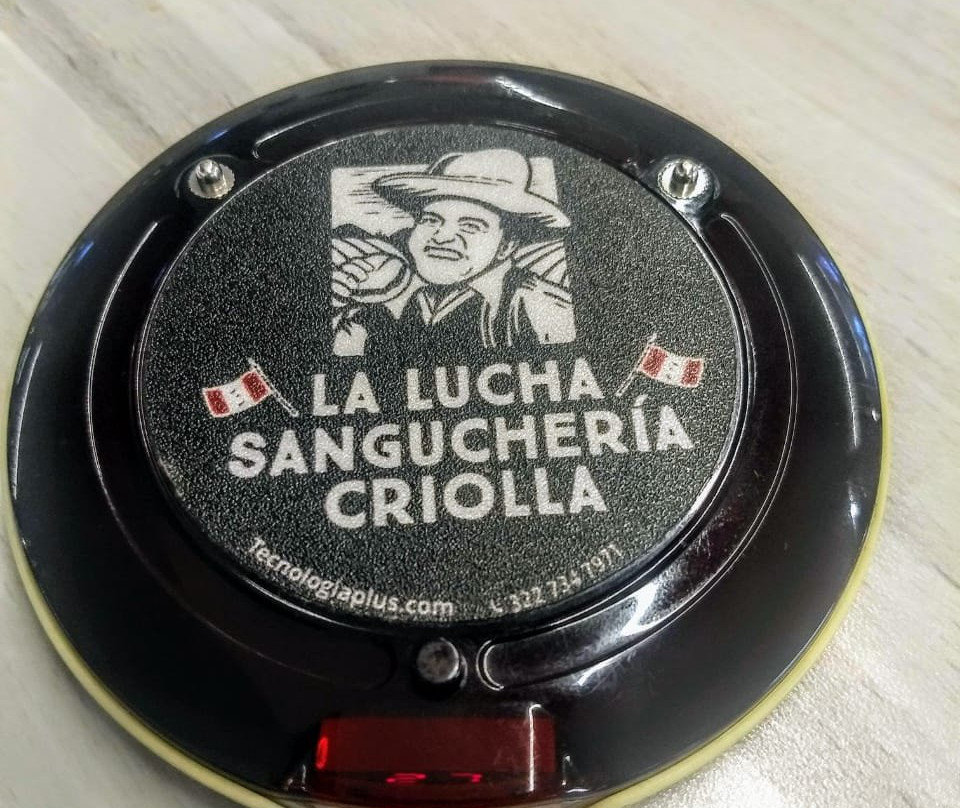 LA LUCHA
SANGUCHERÍA
CRIOLLA
Tecnologiaplus.com
322 734 7971